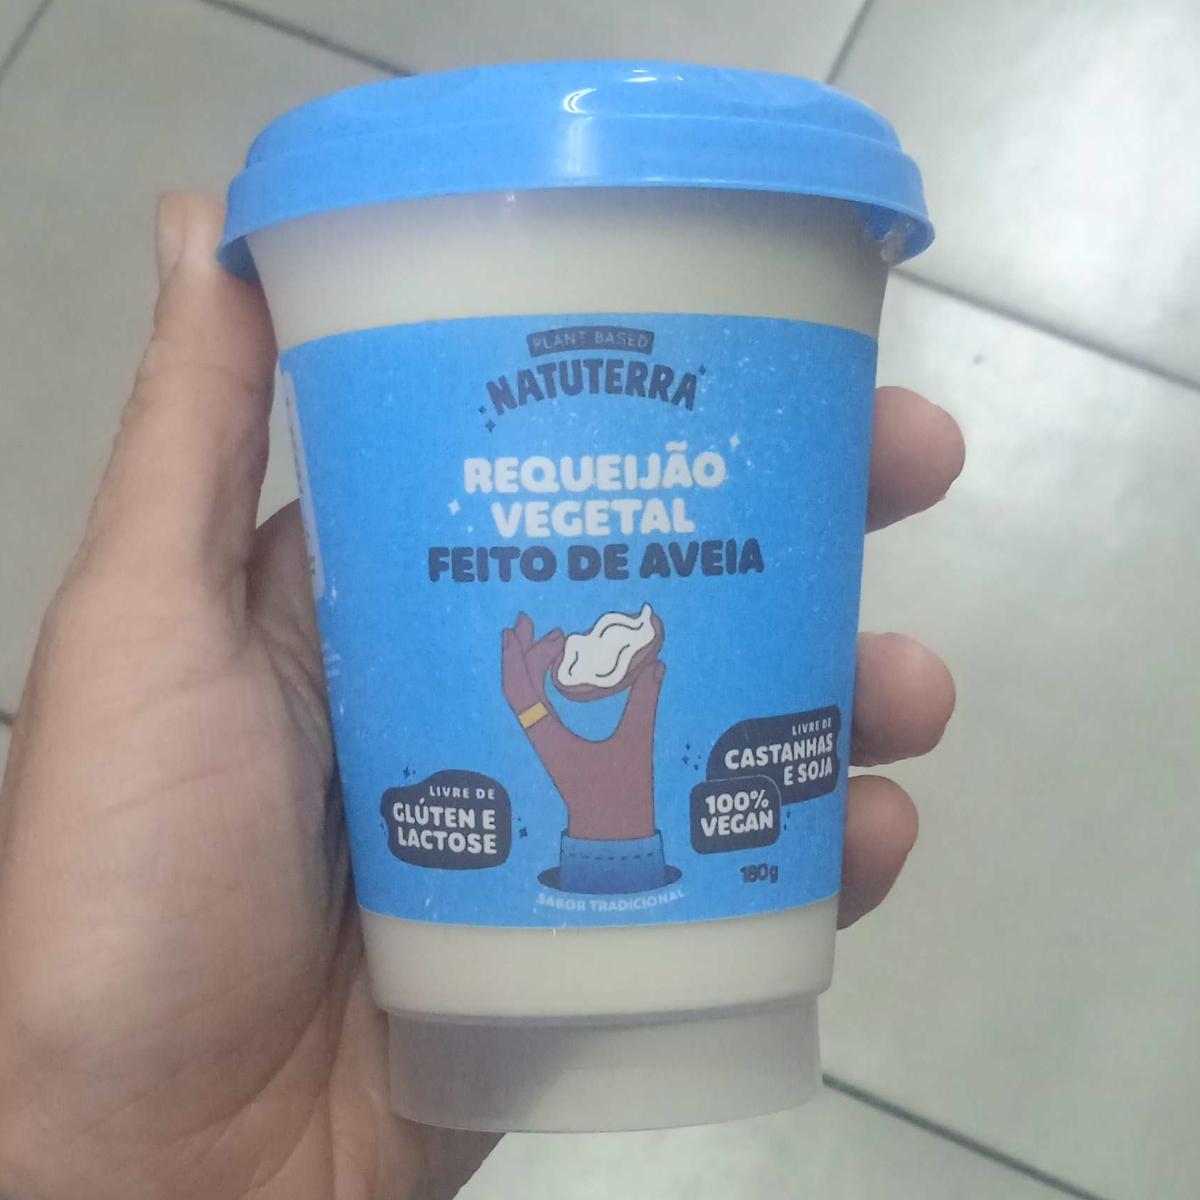 PLANT BASED
NATUTERRA
REQUEIJÃO
VEGETAL
FEITO DE AVEIA
LIVRE DE
GLÚTEN E
LACTOSE
LIVRE DE
CASTANHAS
E SOJA
100%
VEGAN
180g
SABOR TRADICIONAL